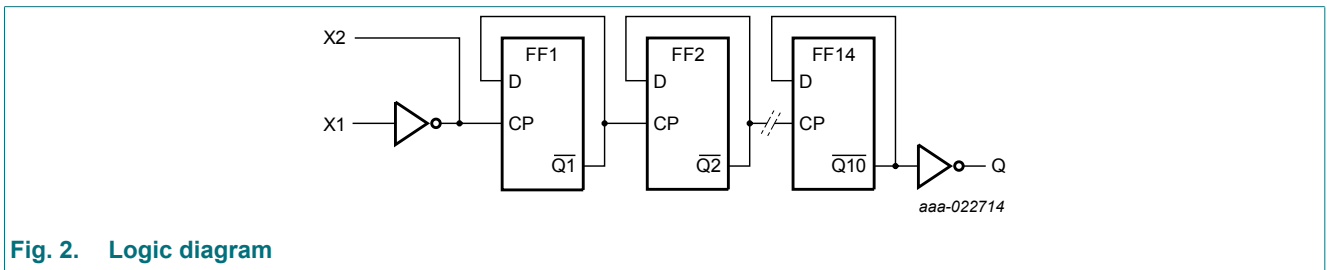 X2
X1
FF1
D
CP
Q1
FF2
D
CP
Q2
FF14
D
CP
Q10
Q
aaa-022714
Fig. 2. Logic diagram